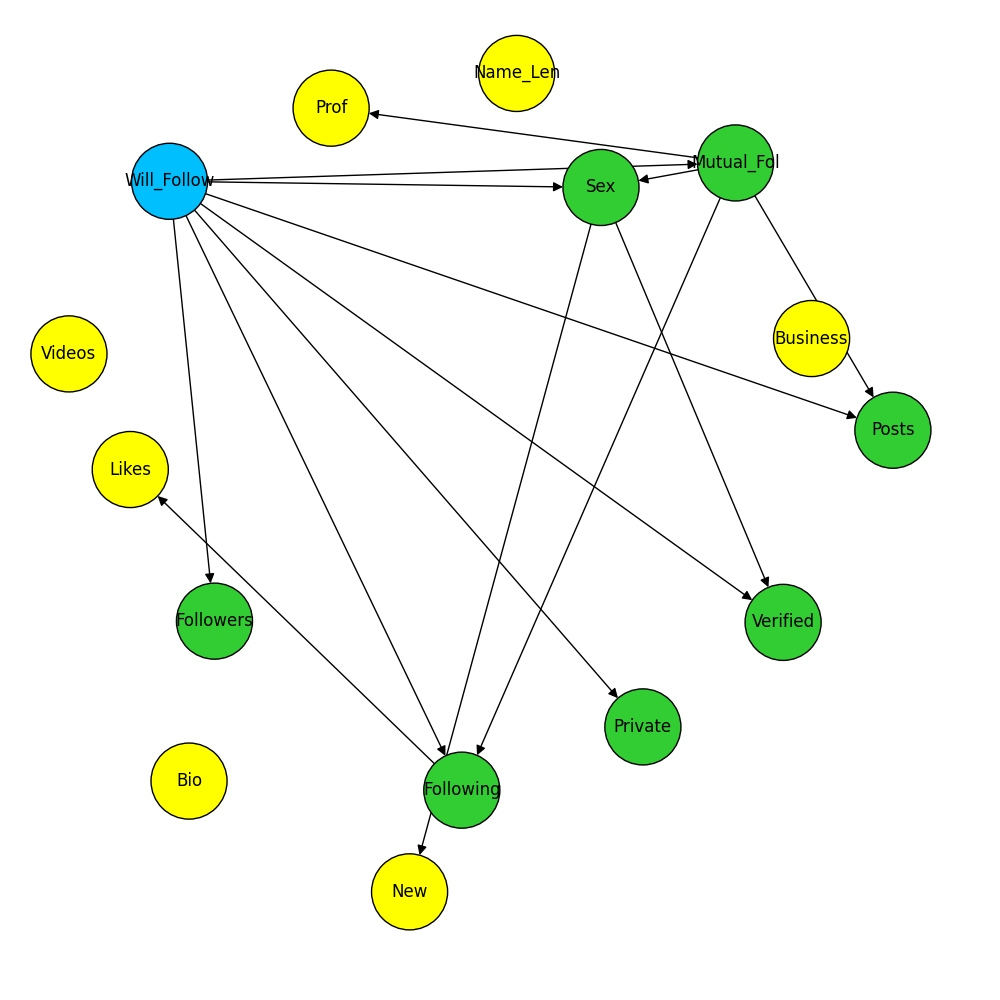 Name_Len
Prof
Mutual_Fol
Will_Follow
Sex
Business
Videos
Posts
Likes
Followers
Verified
Private
Bio
Following
New